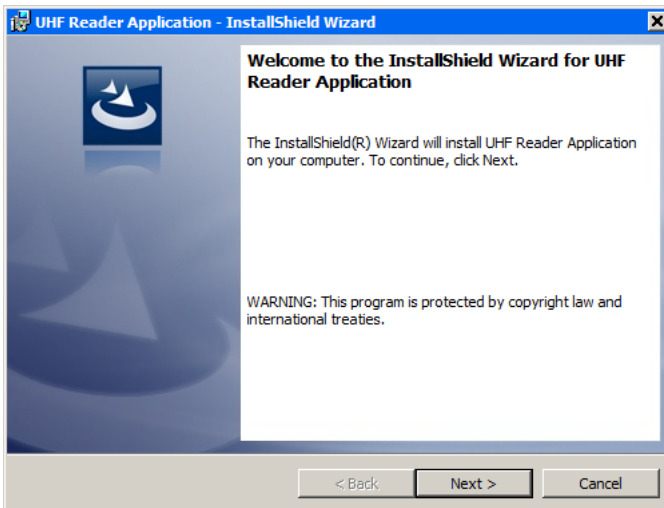 UHF Reader Application - InstallShield Wizard
Welcome to the InstallShield Wizard for UHF
Reader Application
The InstallShield(R) Wizard will install UHF Reader Application
on your computer. To continue, click Next.
WARNING: This program is protected by copyright law and
international treaties.
< Back
Next >
Cancel